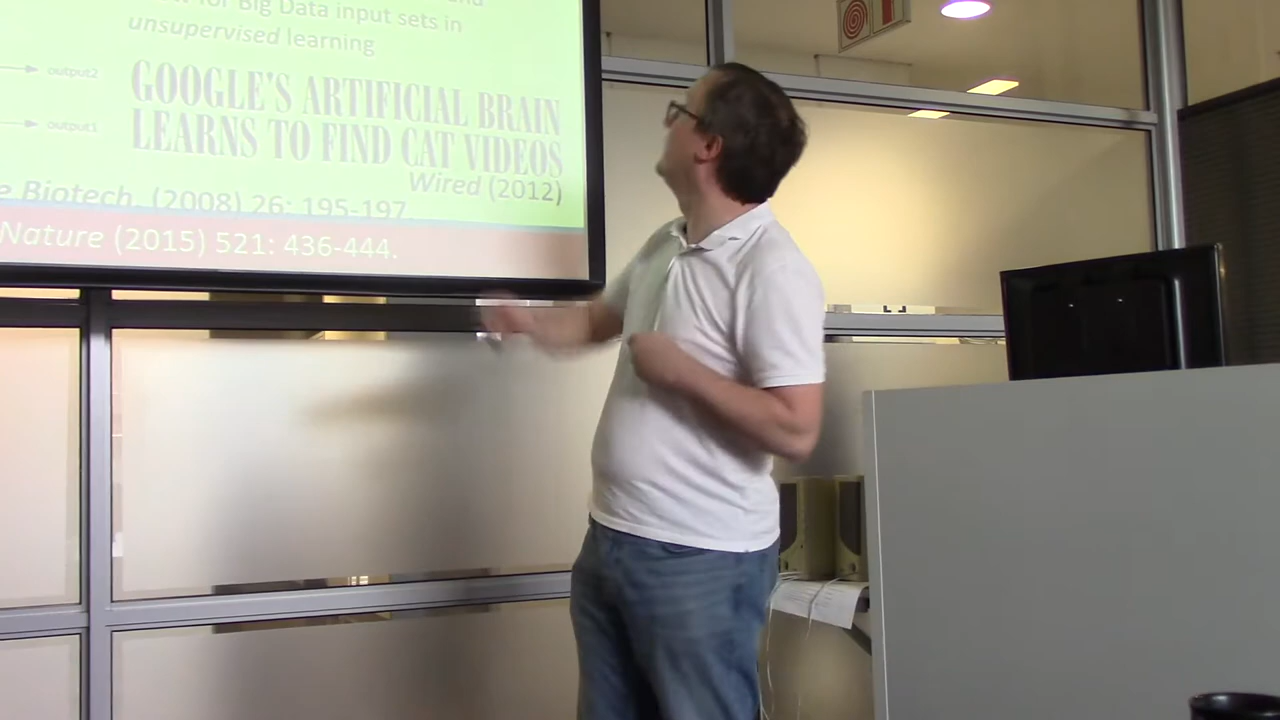 for Big Data input sets in
unsupervised learning
output2
GOOGLE'S ARTIFICIAL BRAIN
output1
LEARNS TO FIND CAT VIDEOS
Wired (2012)
Biotech. (2008) 26: 195-197.
Nature (2015) 521: 436-444.